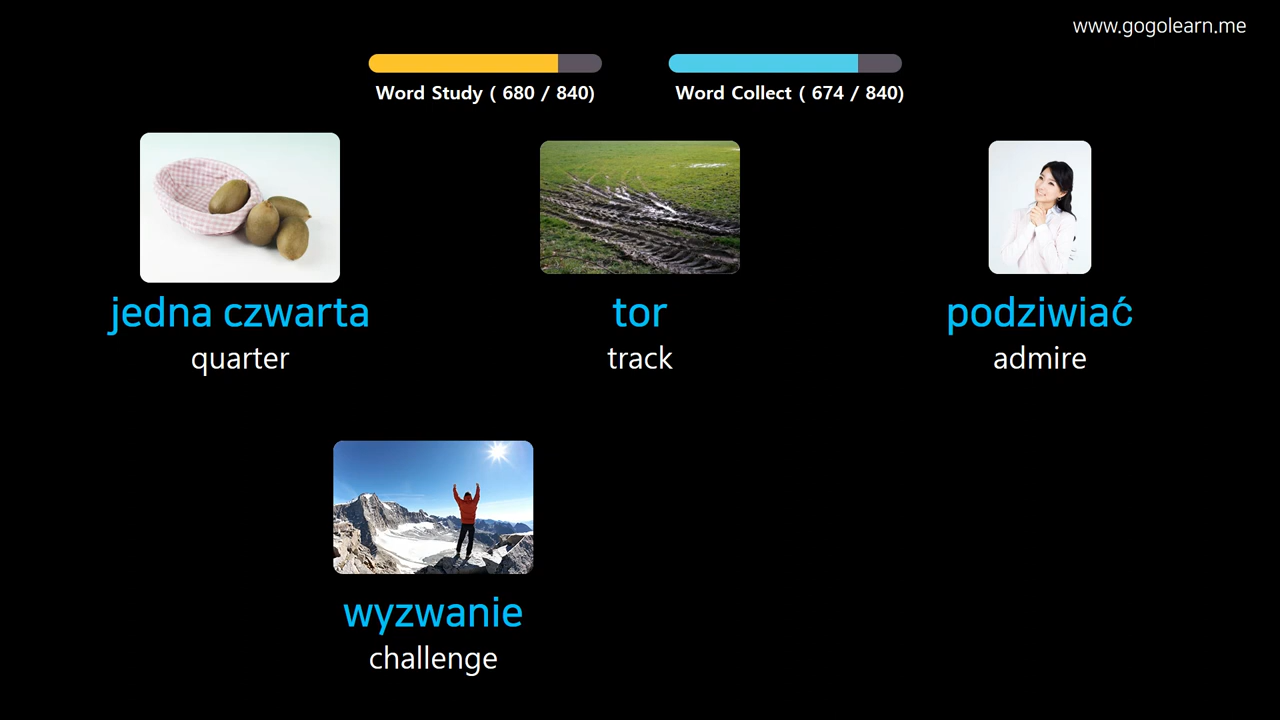 www.gogolearn.me
Word Study ( 680 / 840)
Word Collect ( 674 / 840)
jedna czwarta
quarter
tor
track
podziwiać
admire
wyzwanie
challenge